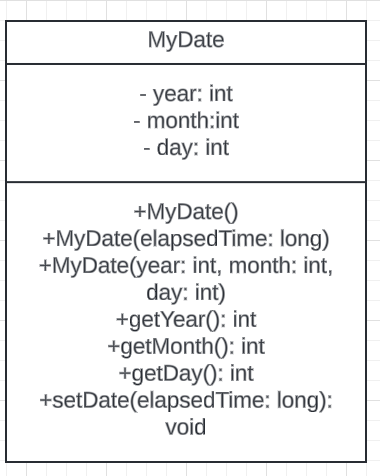 MyDate
- year: int
- month:int
- day: int
+MyDate()
+MyDate(elapsedTime: long)
+MyDate(year: int, month: int,
day: int)
+getYear(): int
+getMonth(): int
+getDay(): int
+setDate(elapsedTime: long):
void